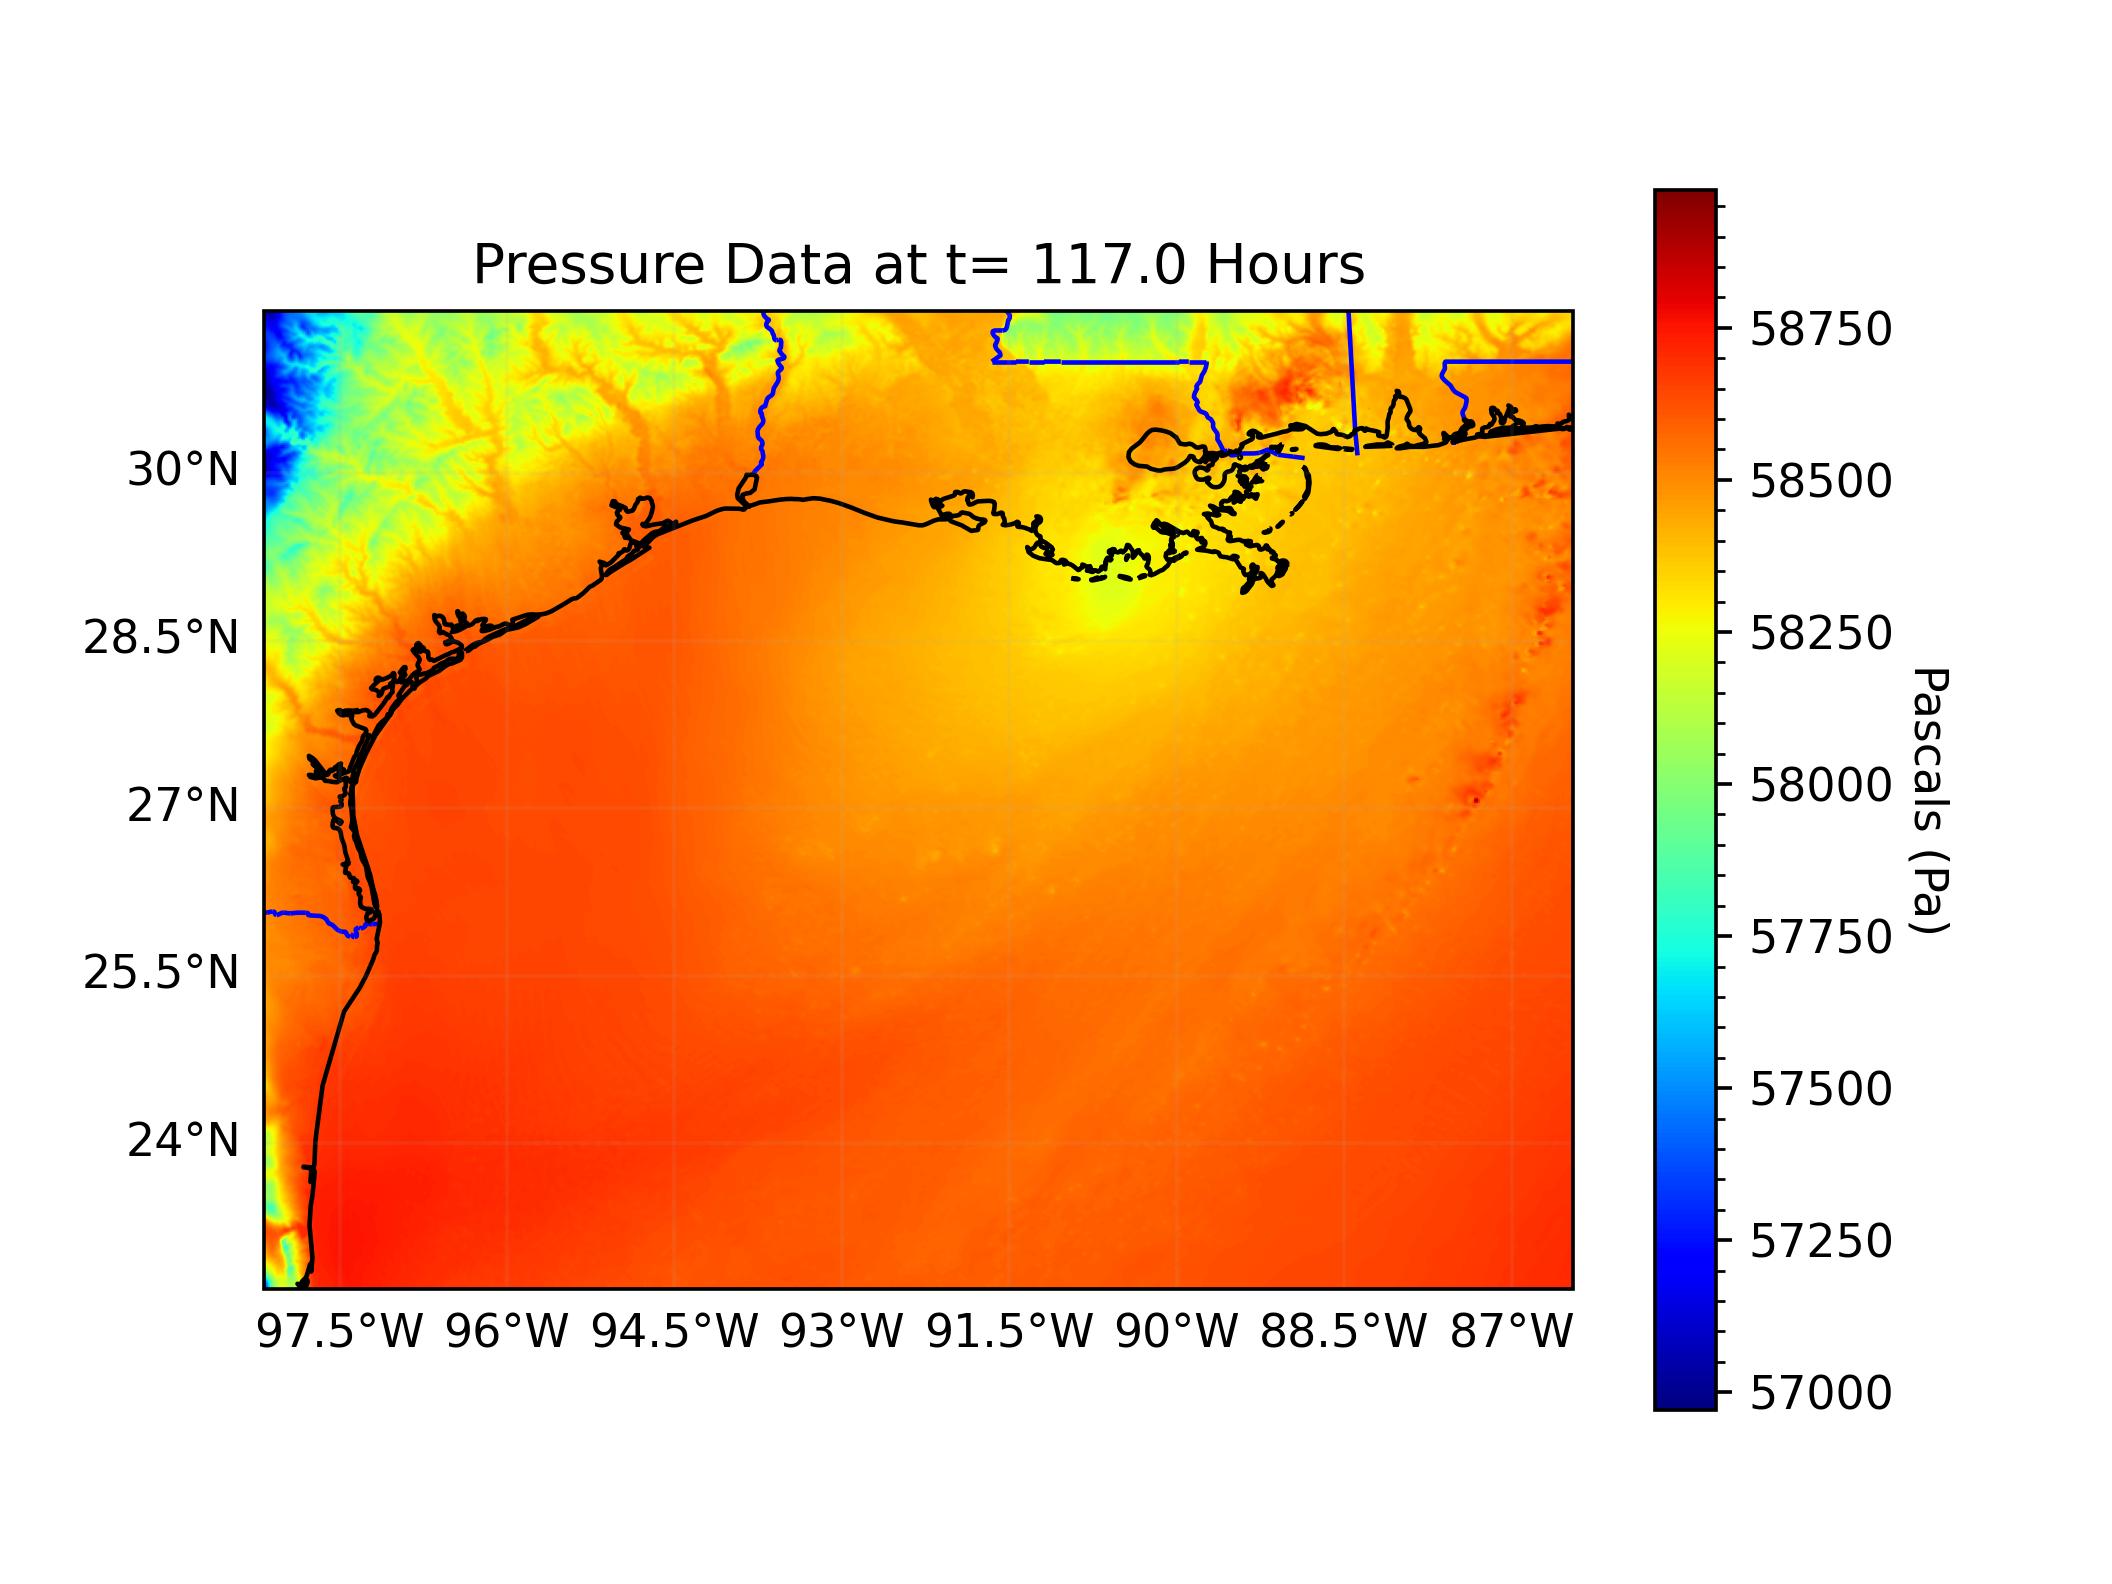 Pressure Data at t= 117.0 Hours
30°N
28.5°N
27°N
25.5°N
24°N
97.5°W 96°W 94.5°W 93°W 91.5°W 90°W 88.5°W 87°W
58750
58500
58250
58000
57750
57500
57250
57000
Pascals (Pa)